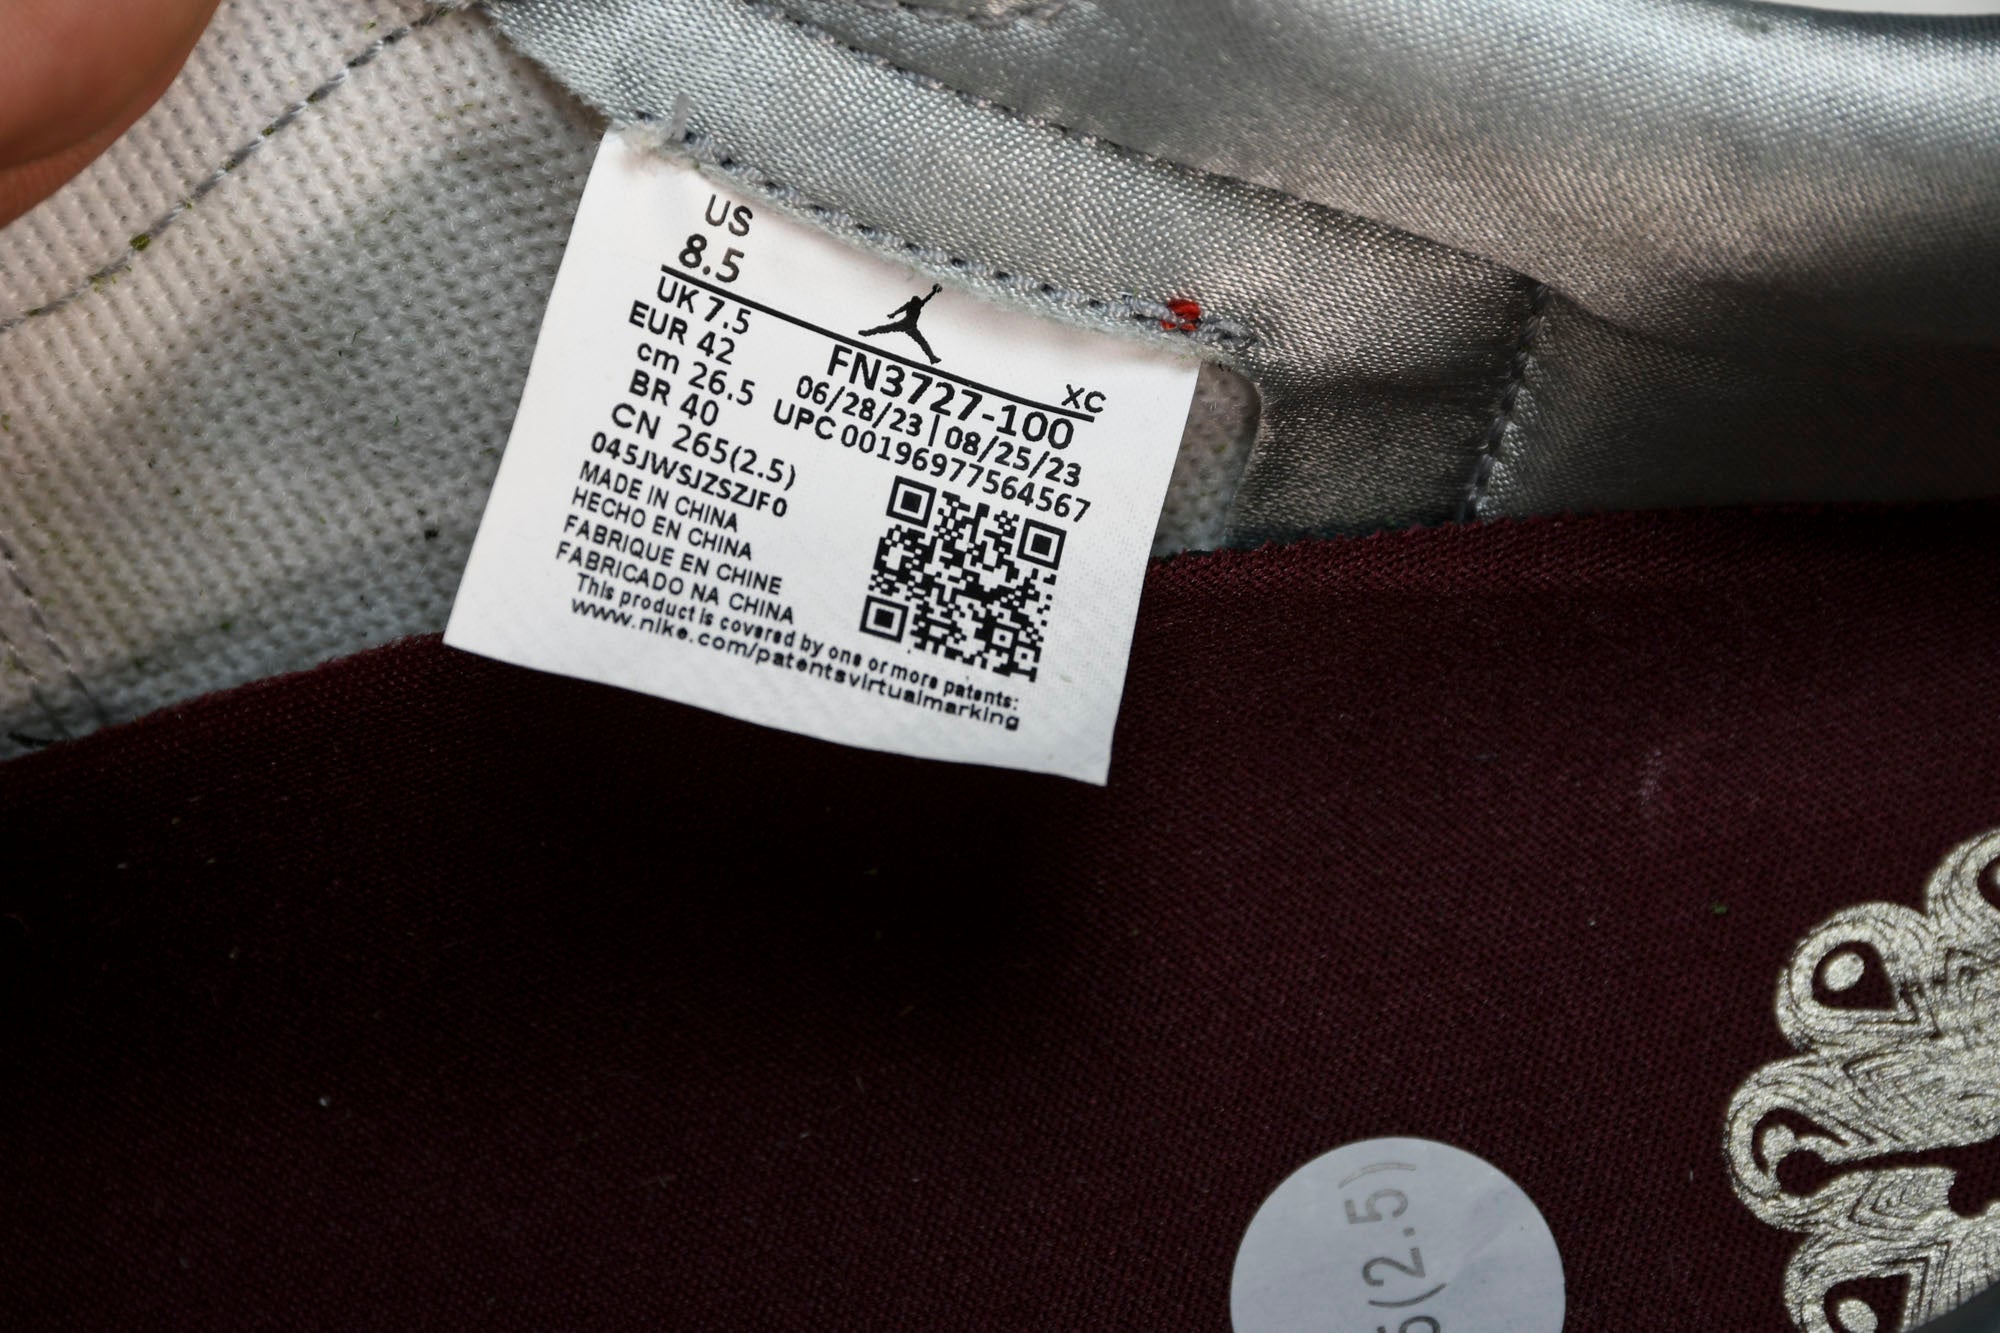 US
8.5
UK 7.5
EUR 42
cm 26.5
BR 40
CN 265(2.5)
045JWSJZSZJF0
MADE IN CHINA
HECHO EN CHINA
FABRIQUE EN CHINE
FABRICADO NA CHINA
XC
FN3727-100
06/28/23 | 08/25/23
UPC 00196977564567
This product is covered by one or more patents:
www.nike.com/patentsvirtualmarking
(2.5)